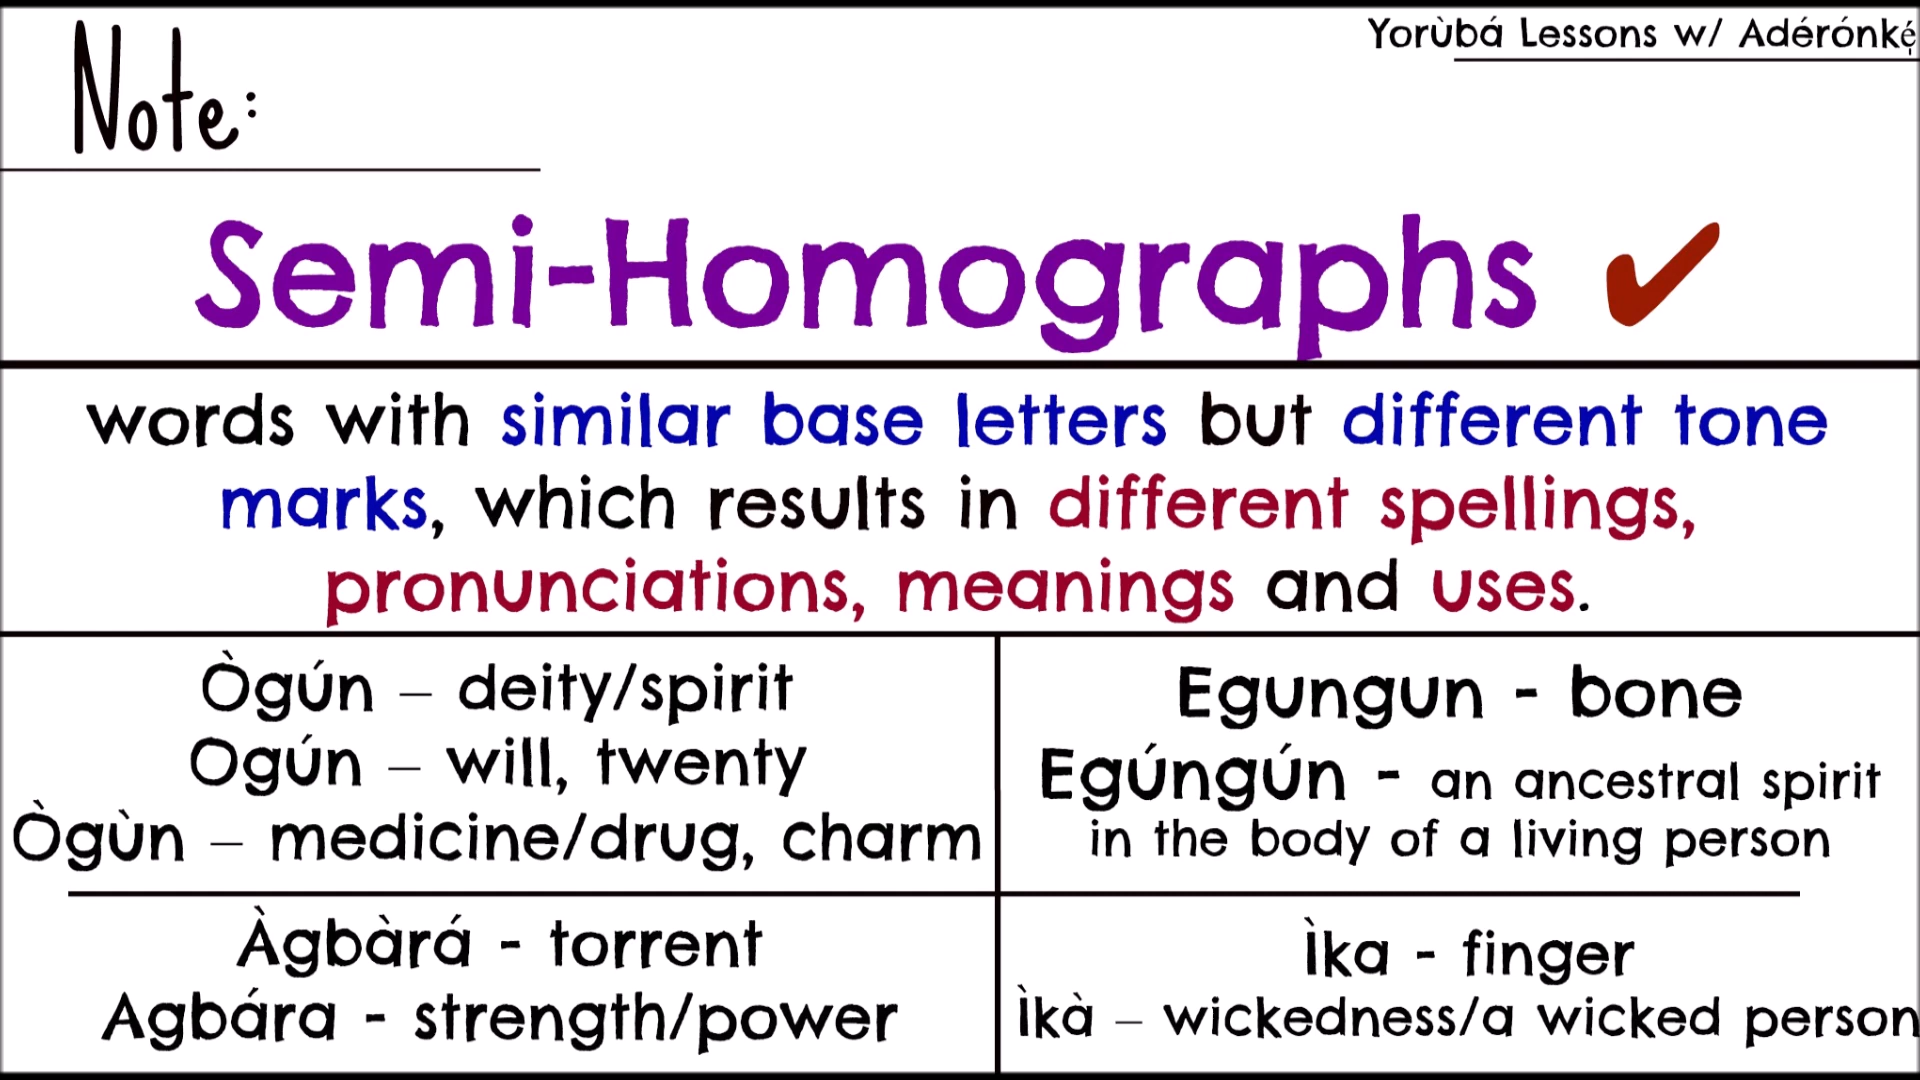 Yorùbá Lessons w/ Adérónkẹ́
Note:
Semi-Homographs ✔
words with similar base letters but different tone
marks, which results in different spellings,
pronunciations, meanings and uses.
Ògún – deity/spirit
Ogún – will, twenty
Ògùn – medicine/drug, charm
Egungun - bone
Egúngún - an ancestral spirit
in the body of a living person
Àgbàrá - torrent
Agbára - strength/power
Ìka - finger
Ìkà – wickedness/a wicked person